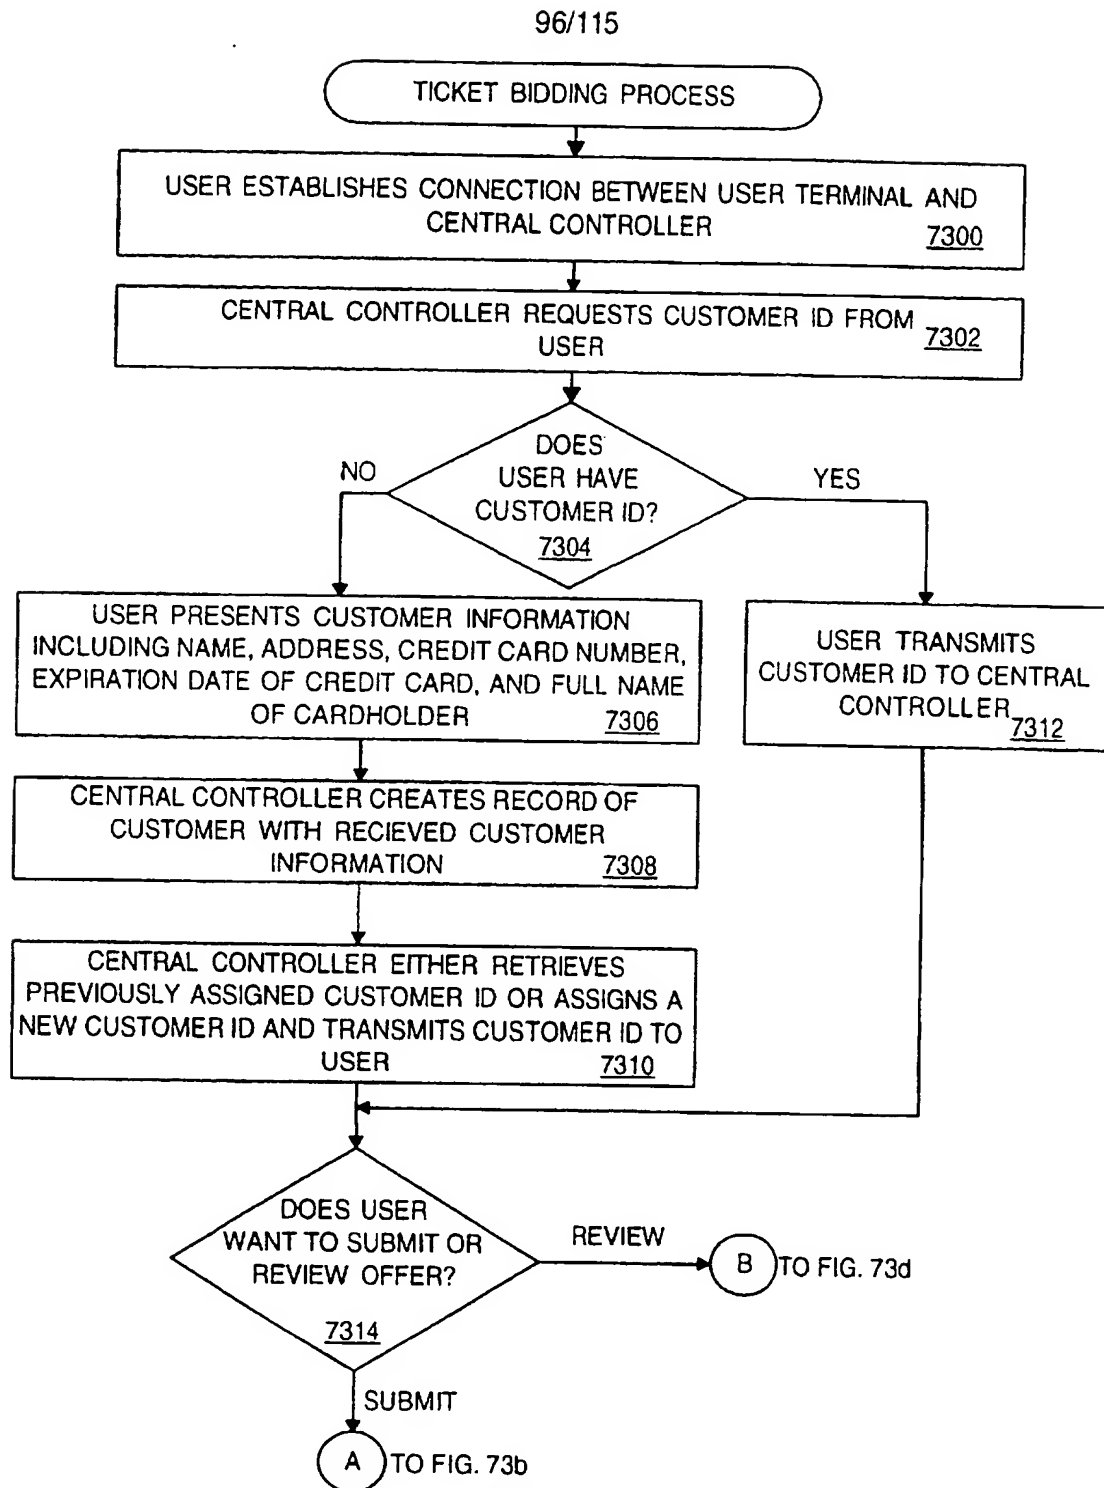 96/115
TICKET BIDDING PROCESS
USER ESTABLISHES CONNECTION BETWEEN USER TERMINAL AND
CENTRAL CONTROLLER 7300
CENTRAL CONTROLLER REQUESTS CUSTOMER ID FROM
USER 7302
DOES
USER HAVE
CUSTOMER ID?
7304
NO
YES
USER PRESENTS CUSTOMER INFORMATION
INCLUDING NAME, ADDRESS, CREDIT CARD NUMBER,
EXPIRATION DATE OF CREDIT CARD, AND FULL NAME
OF CARDHOLDER 7306
USER TRANSMITS
CUSTOMER ID TO CENTRAL
CONTROLLER 7312
CENTRAL CONTROLLER CREATES RECORD OF
CUSTOMER WITH RECIEVED CUSTOMER
INFORMATION 7308
CENTRAL CONTROLLER EITHER RETRIEVES
PREVIOUSLY ASSIGNED CUSTOMER ID OR ASSIGNS A
NEW CUSTOMER ID AND TRANSMITS CUSTOMER ID TO
USER 7310
DOES USER
WANT TO SUBMIT OR
REVIEW OFFER?
7314
REVIEW
B TO FIG. 73d
SUBMIT
A TO FIG. 73b